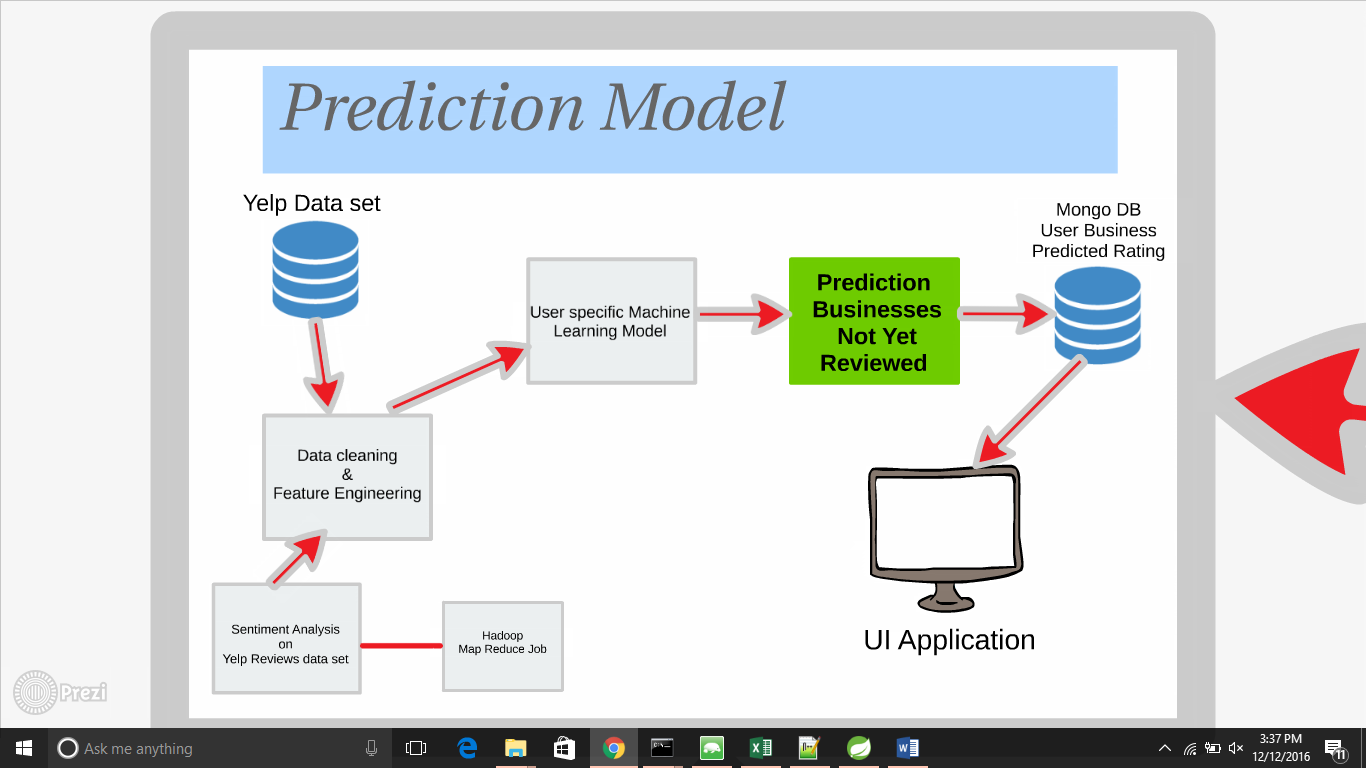 Prediction Model
Yelp Data set
Mongo DB
User Business
Predicted Rating
User specific Machine
Learning Model
Prediction
Businesses
Not Yet
Reviewed
Data cleaning
&
Feature Engineering
Sentiment Analysis
on
Yelp Reviews data set
Hadoop
Map Reduce Job
UI Application
Prezi
Ask me anything
3:37 PM
12/12/2016
11